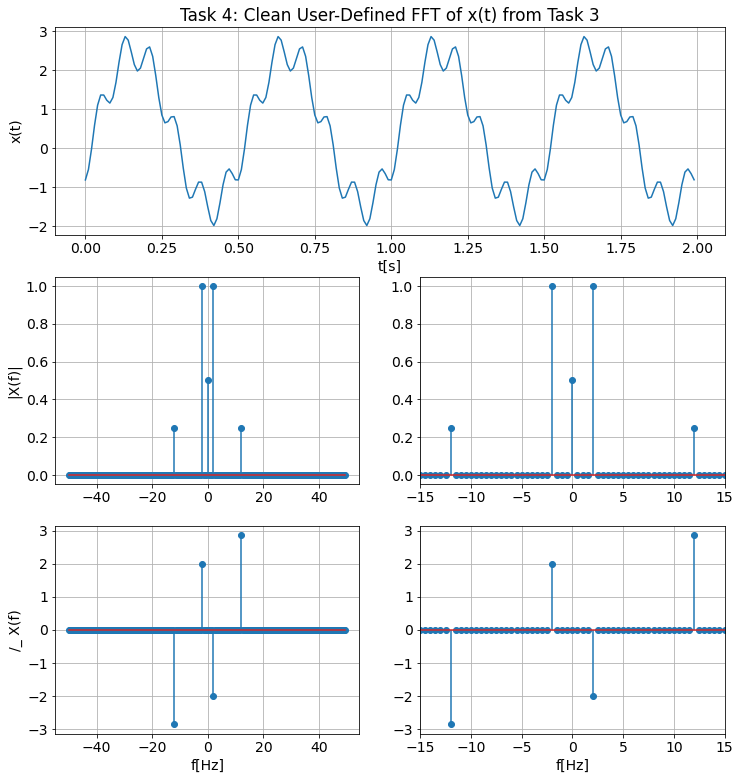 Task 4: Clean User-Defined FFT of x(t) from Task 3
3
2
1
0
−1
−2
x(t)
0.00 0.25 0.50 0.75 1.00 1.25 1.50 1.75 2.00
t[s]
1.0
0.8
0.6
0.4
0.2
0.0
|X(f)|
−40 −20 0 20 40
1.0
0.8
0.6
0.4
0.2
0.0
−15 −10 −5 0 5 10 15
3
2
1
0
−1
−2
−3
/_ X(f)
−40 −20 0 20 40
f[Hz]
3
2
1
0
−1
−2
−3
−15 −10 −5 0 5 10 15
f[Hz]